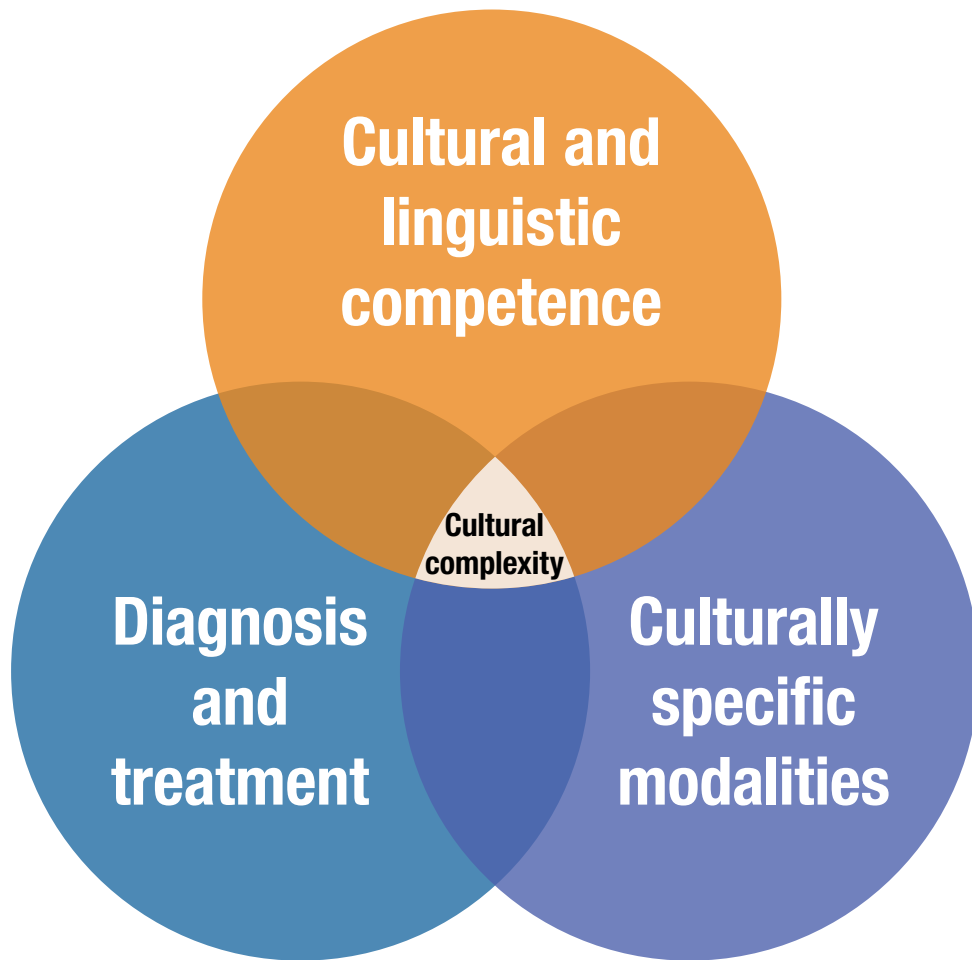 Cultural and
linguistic
competence
Cultural
complexity
Diagnosis
and
treatment
Culturally
specific
modalities